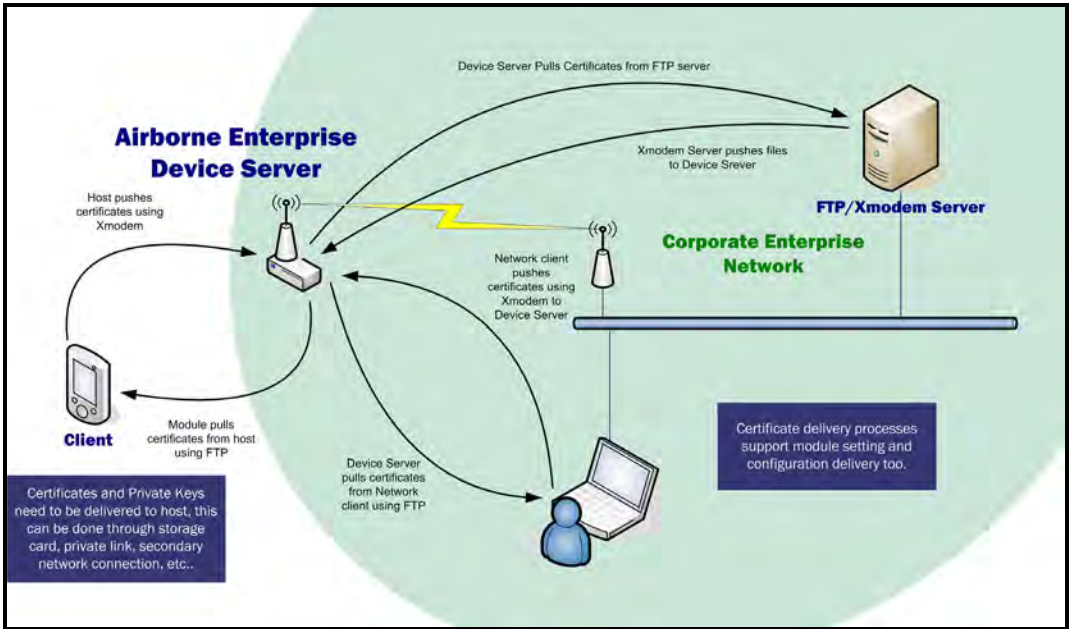 Device Server Pulls Certificates from FTP server
Airborne Enterprise
Device Server
Xmodem Server pushes files
to Device Srever
Host pushes
certificates using
Xmodem
FTP/Xmodem Server
Corporate Enterprise
Network
Network client
pushes
certificates using
Xmodem to
Device Server
Client
Module pulls
certificates from host
using FTP
Device Server
pulls certificates
from Network
client using FTP
Certificate delivery processes
support module setting and
configuration delivery too.
Certificates and Private Keys
need to be delivered to host, this
can be done through storage
card, private link, secondary
network connection, etc..